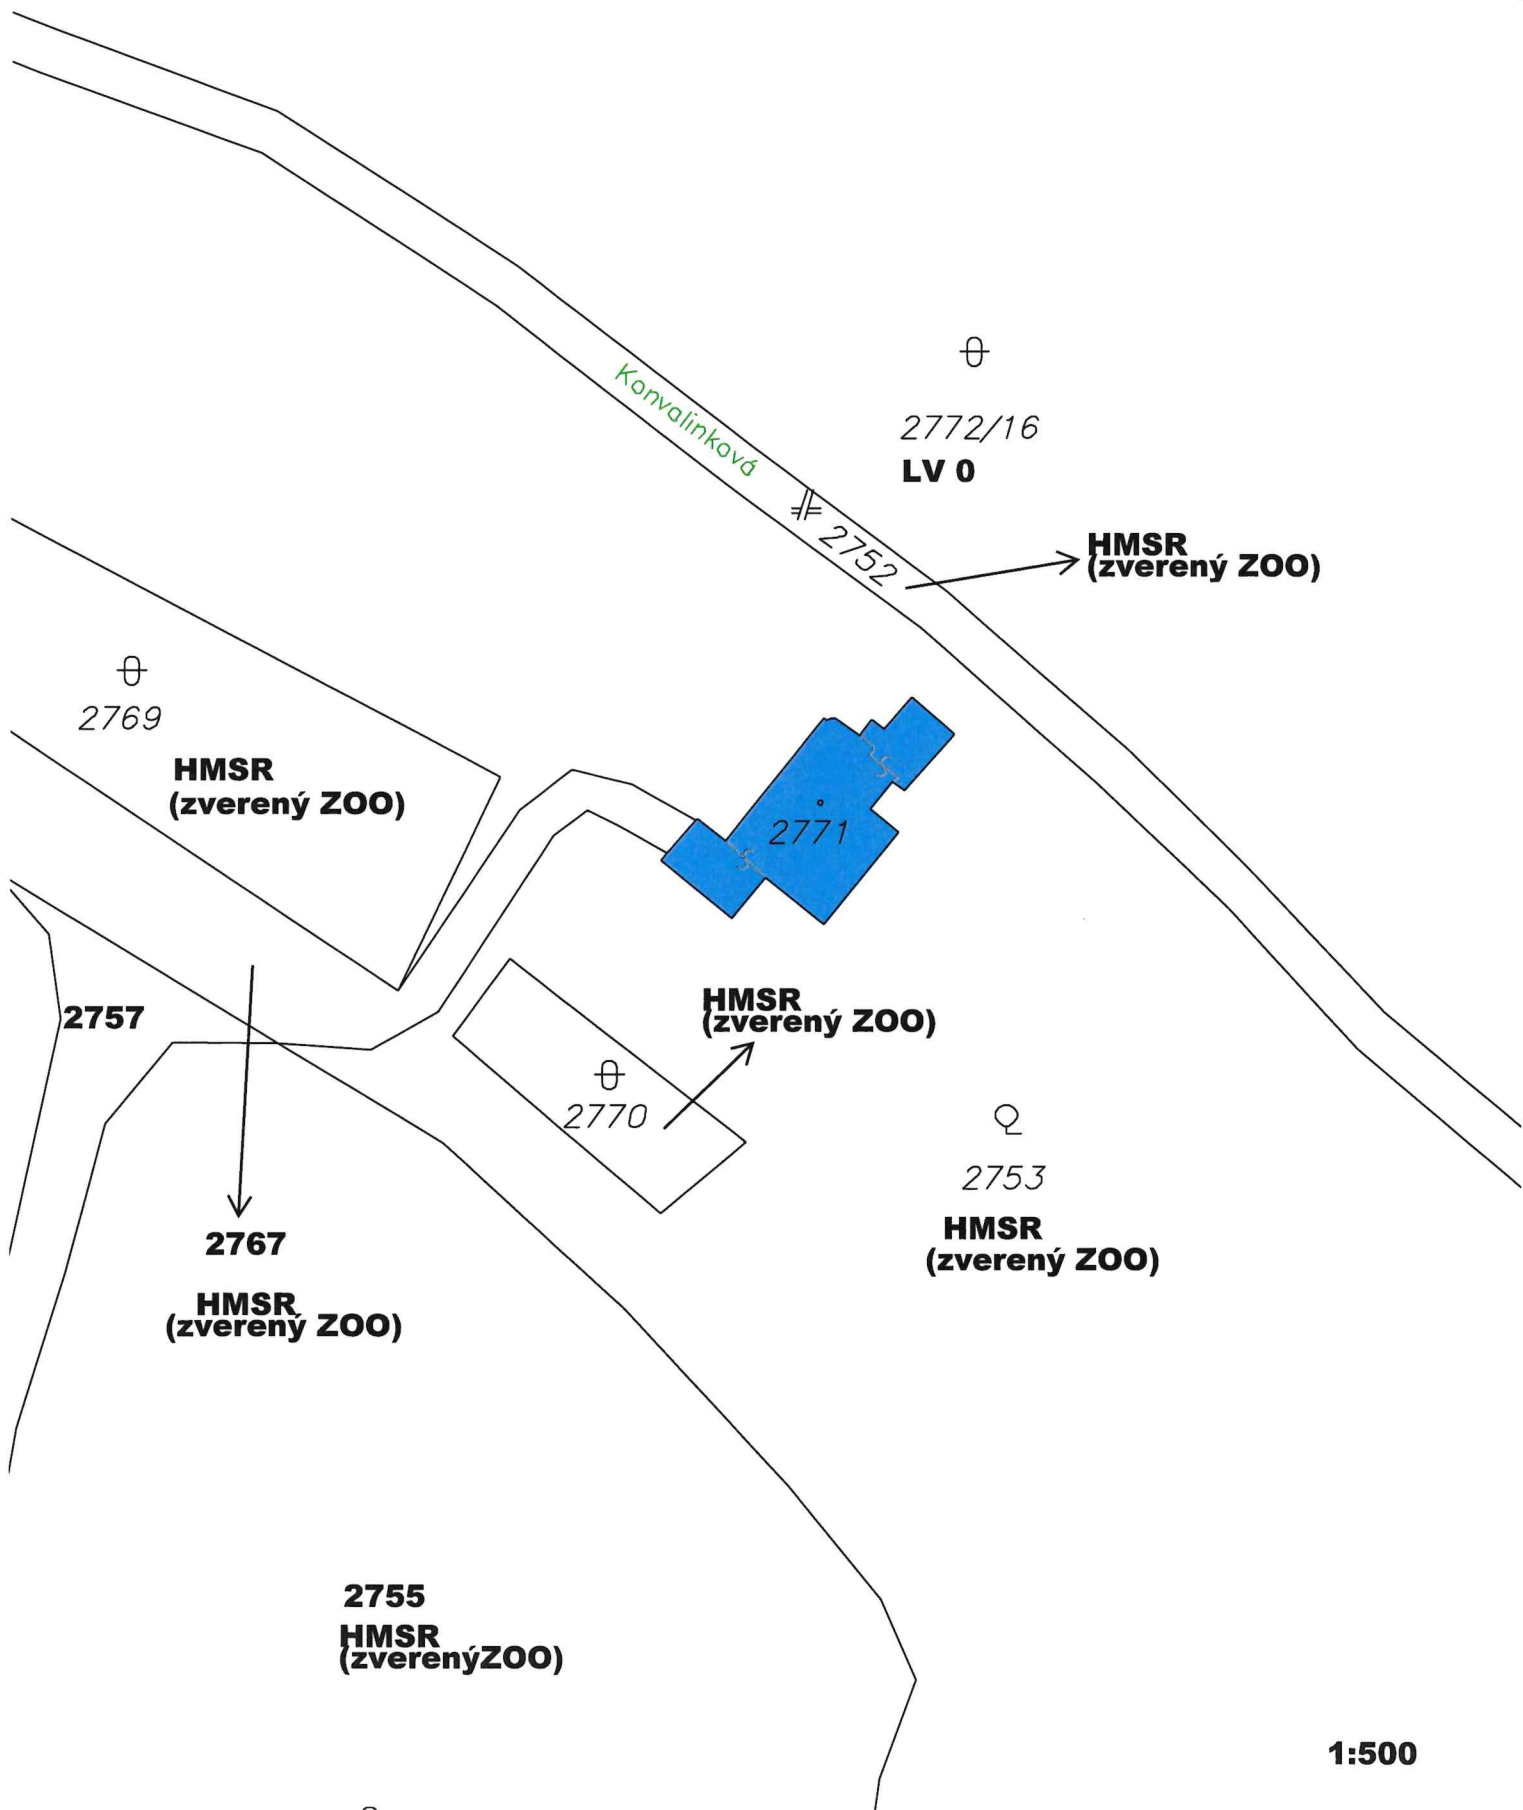 Konvalinková
2772/16
LV 0
2752
HMSR
(zverený ZOO)
2769
HMSR
(zverený ZOO)
2771
2757
HMSR
(zverený ZOO)
2770
2753
HMSR
(zverený ZOO)
2767
HMSR
(zverený ZOO)
2755
HMSR
(zverenýZOO)
1:500